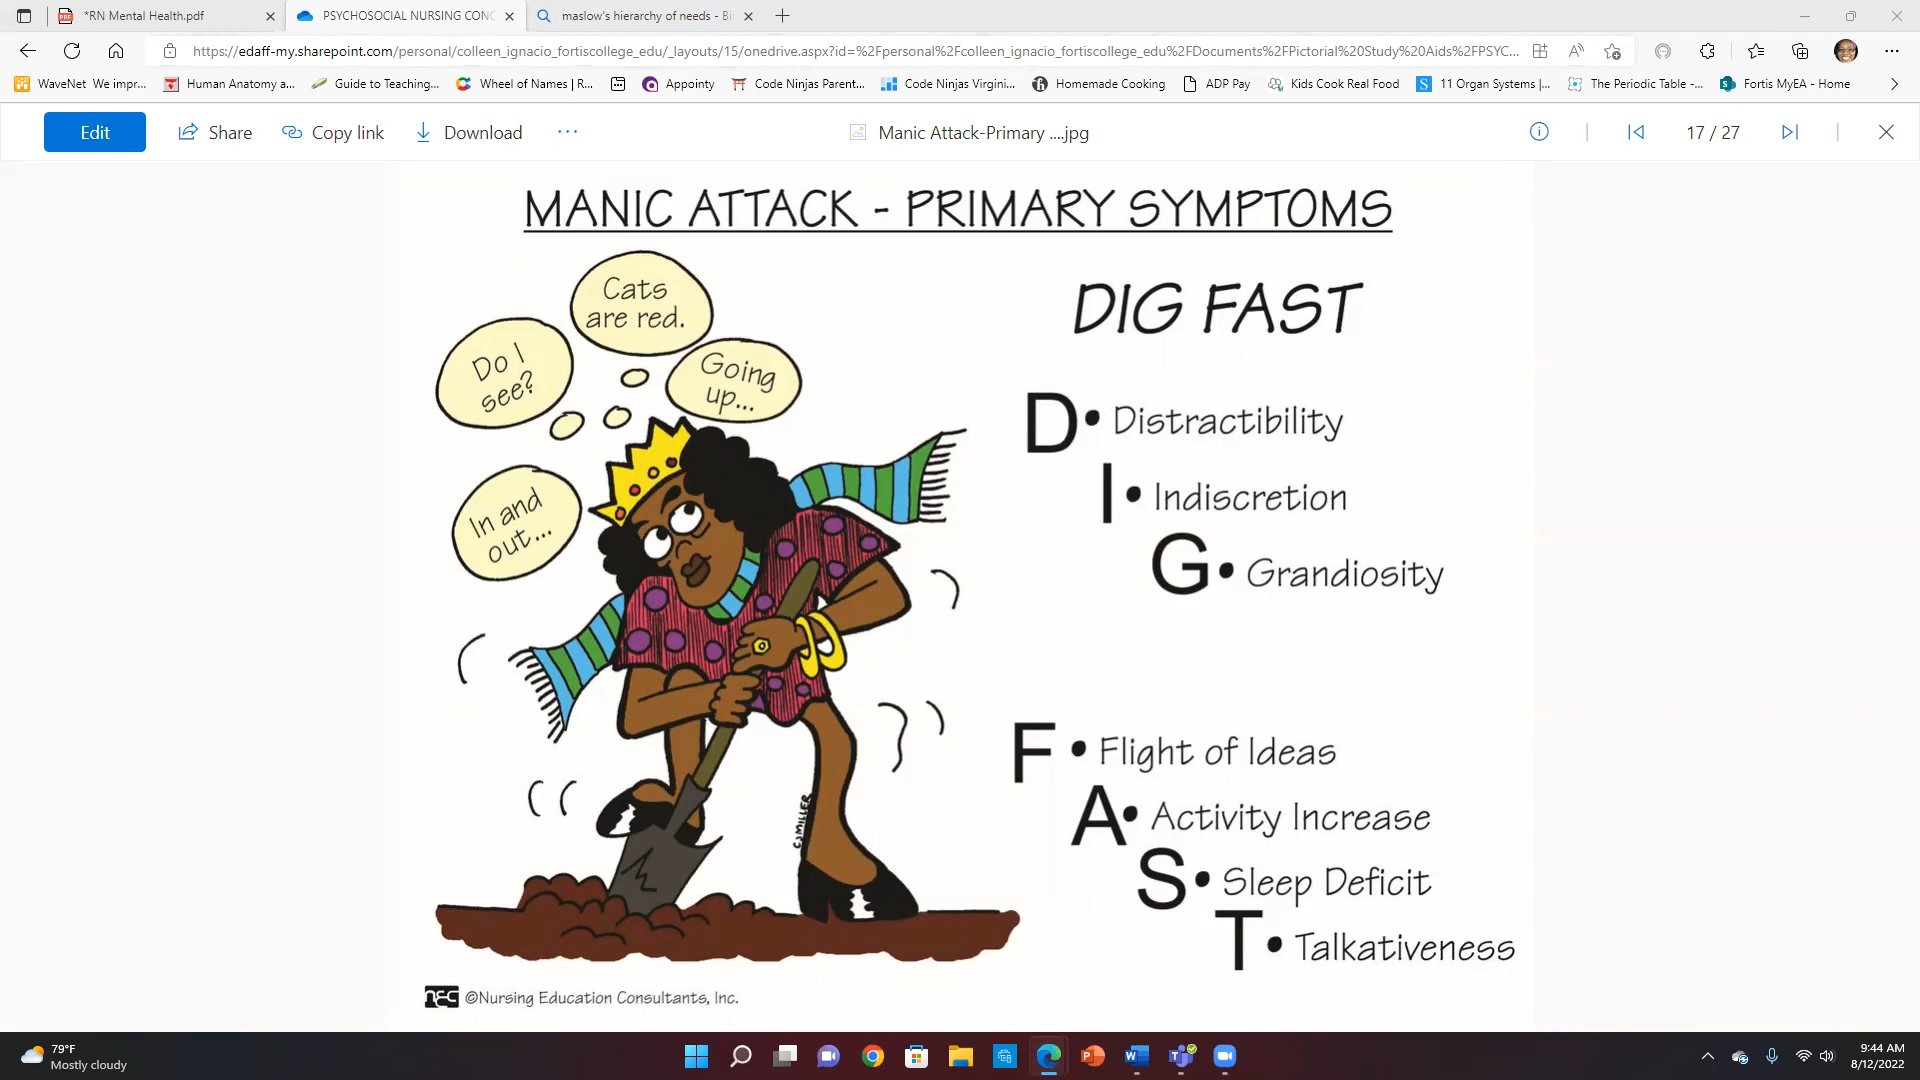 *RN Mental Health.pdf
PSYCHOSOCIAL NURSING CONC
maslow's hierarchy of needs - Bi
https://edaff-my.sharepoint.com/personal/colleen_ignacio_fortiscollege_edu/_layouts/15/onedrive.aspx?id=%2Fpersonal%2Fcolleen_ignacio_fortiscollege_edu%2FDocuments%2FPictorial%20Study%20Aids%2FPSYC...
WaveNet We impr...
Human Anatomy a...
Guide to Teaching...
Wheel of Names | R...
Appointy
Code Ninjas Parent...
Code Ninjas Virgini...
Homemade Cooking
ADP Pay
Kids Cook Real Food
11 Organ Systems |...
The Periodic Table -...
Fortis MyEA - Home
Edit
Share
Copy link
Download
Manic Attack-Primary ....jpg
17 / 27
MANIC ATTACK - PRIMARY SYMPTOMS
Cats
are red.
Do I
see?
Going
up...
In and
out...
DIG FAST
D• Distractibility
I• Indiscretion
G• Grandiosity
F• Flight of Ideas
A• Activity Increase
S• Sleep Deficit
T• Talkativeness
CJMILLER
nec ©Nursing Education Consultants, Inc.
79°F
Mostly cloudy
9:44 AM
8/12/2022